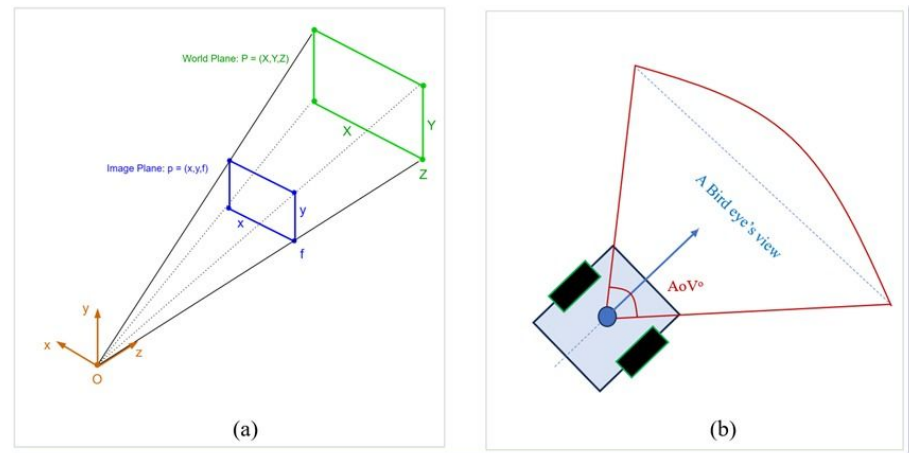 World Plane: P = (X,Y,Z)
X
Y
Z
Image Plane: p = (x,y,f)
y
x
f
y
x
z
O
(a)
A Bird eye's view
AoV°
(b)